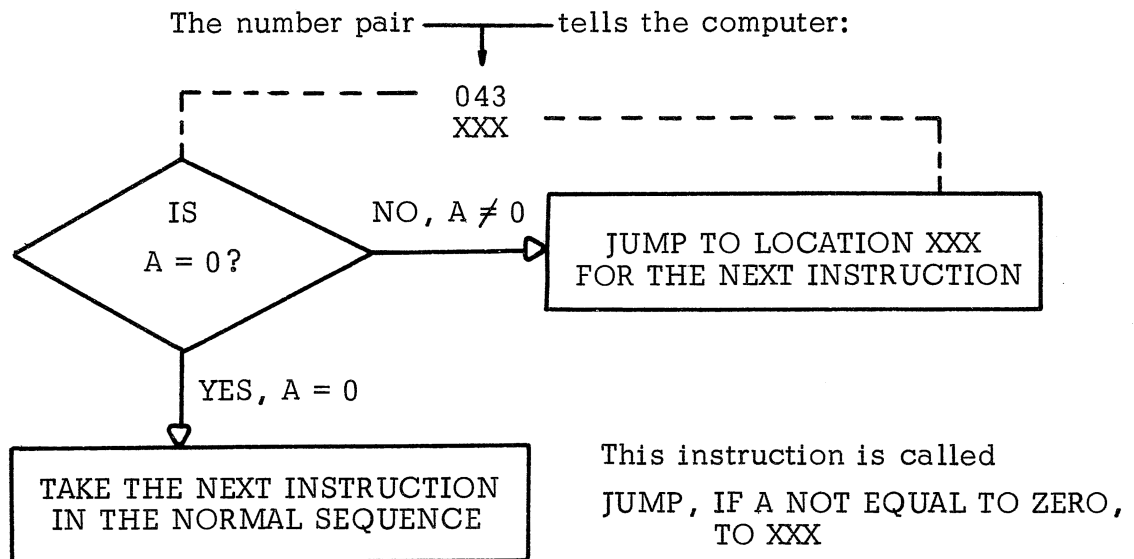 The number pair tells the computer:
043
XXX
IS
A = 0?
NO, A ≠ 0
JUMP TO LOCATION XXX
FOR THE NEXT INSTRUCTION
YES, A = 0
TAKE THE NEXT INSTRUCTION
IN THE NORMAL SEQUENCE
This instruction is called
JUMP, IF A NOT EQUAL TO ZERO,
TO XXX